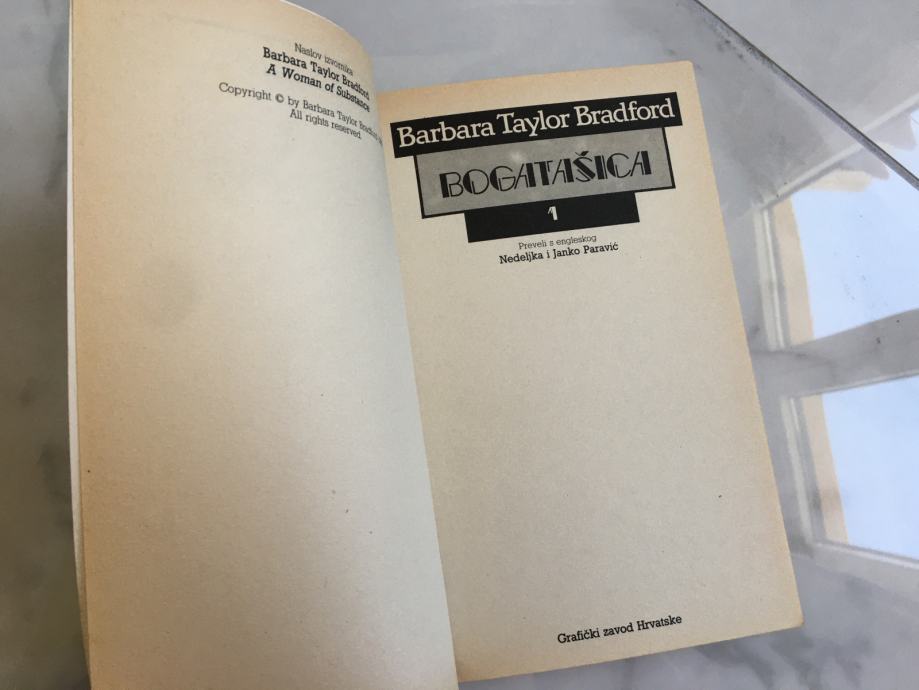 Naslov izvornika
Barbara Taylor Bradford
A Woman of Substance
Copyright © by Barbara Taylor Bradford
All rights reserved
Barbara Taylor Bradford
BOGATAŠICA
1
Preveli s engleskog
Nedeljka i Janko Paravić
Grafički zavod Hrvatske